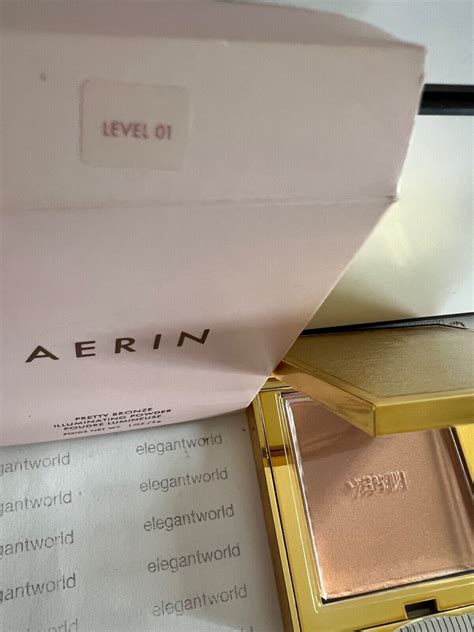 LEVEL 01
AERIN
PRETTY BRONZE
ILLUMINATING POWDER
POUDRE LUMINEUSE
elegantworld
elegantworld
elegantworld
elegantworld
elegantworld
elegantworld
elegantworld
elegantworld
elegantworld
elegantworld
AERIN